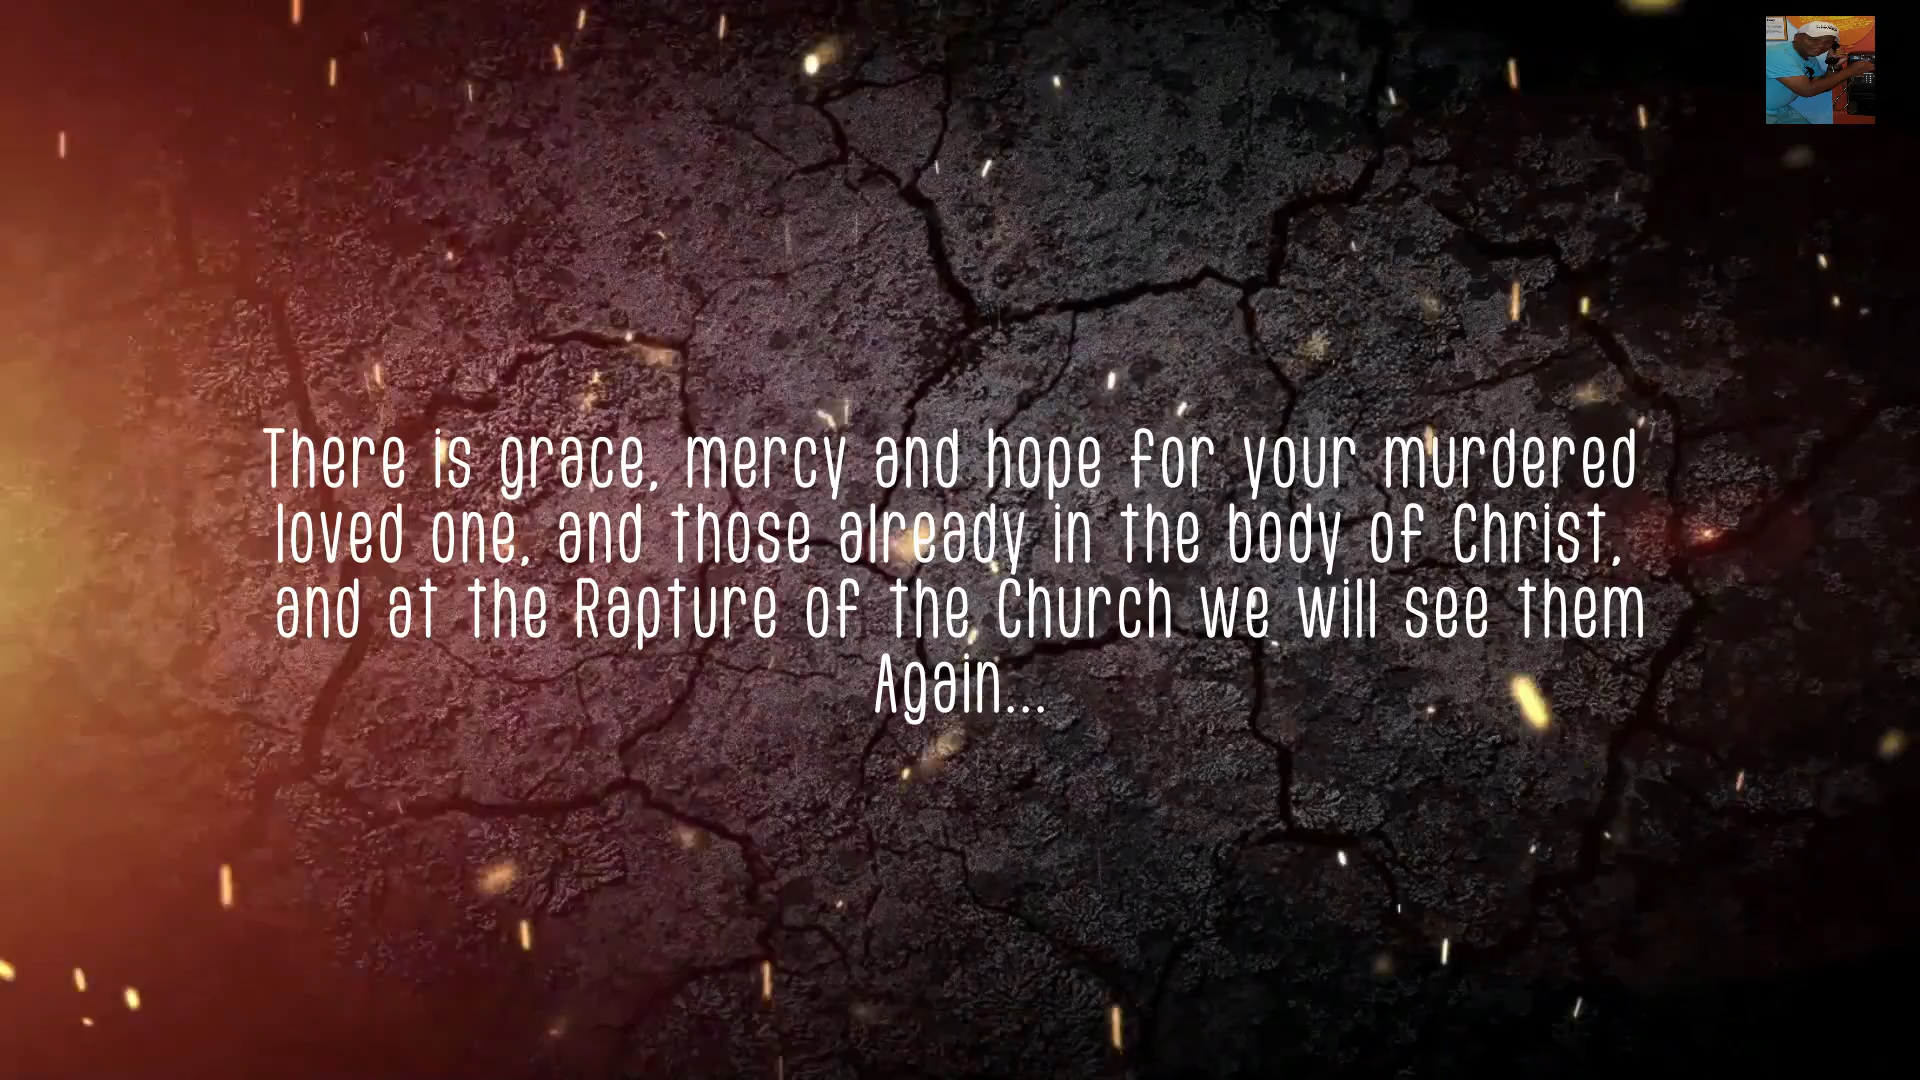 There is grace, mercy and hope for your murdered
loved one, and those already in the body of Christ,
and at the Rapture of the Church we will see them
Again...